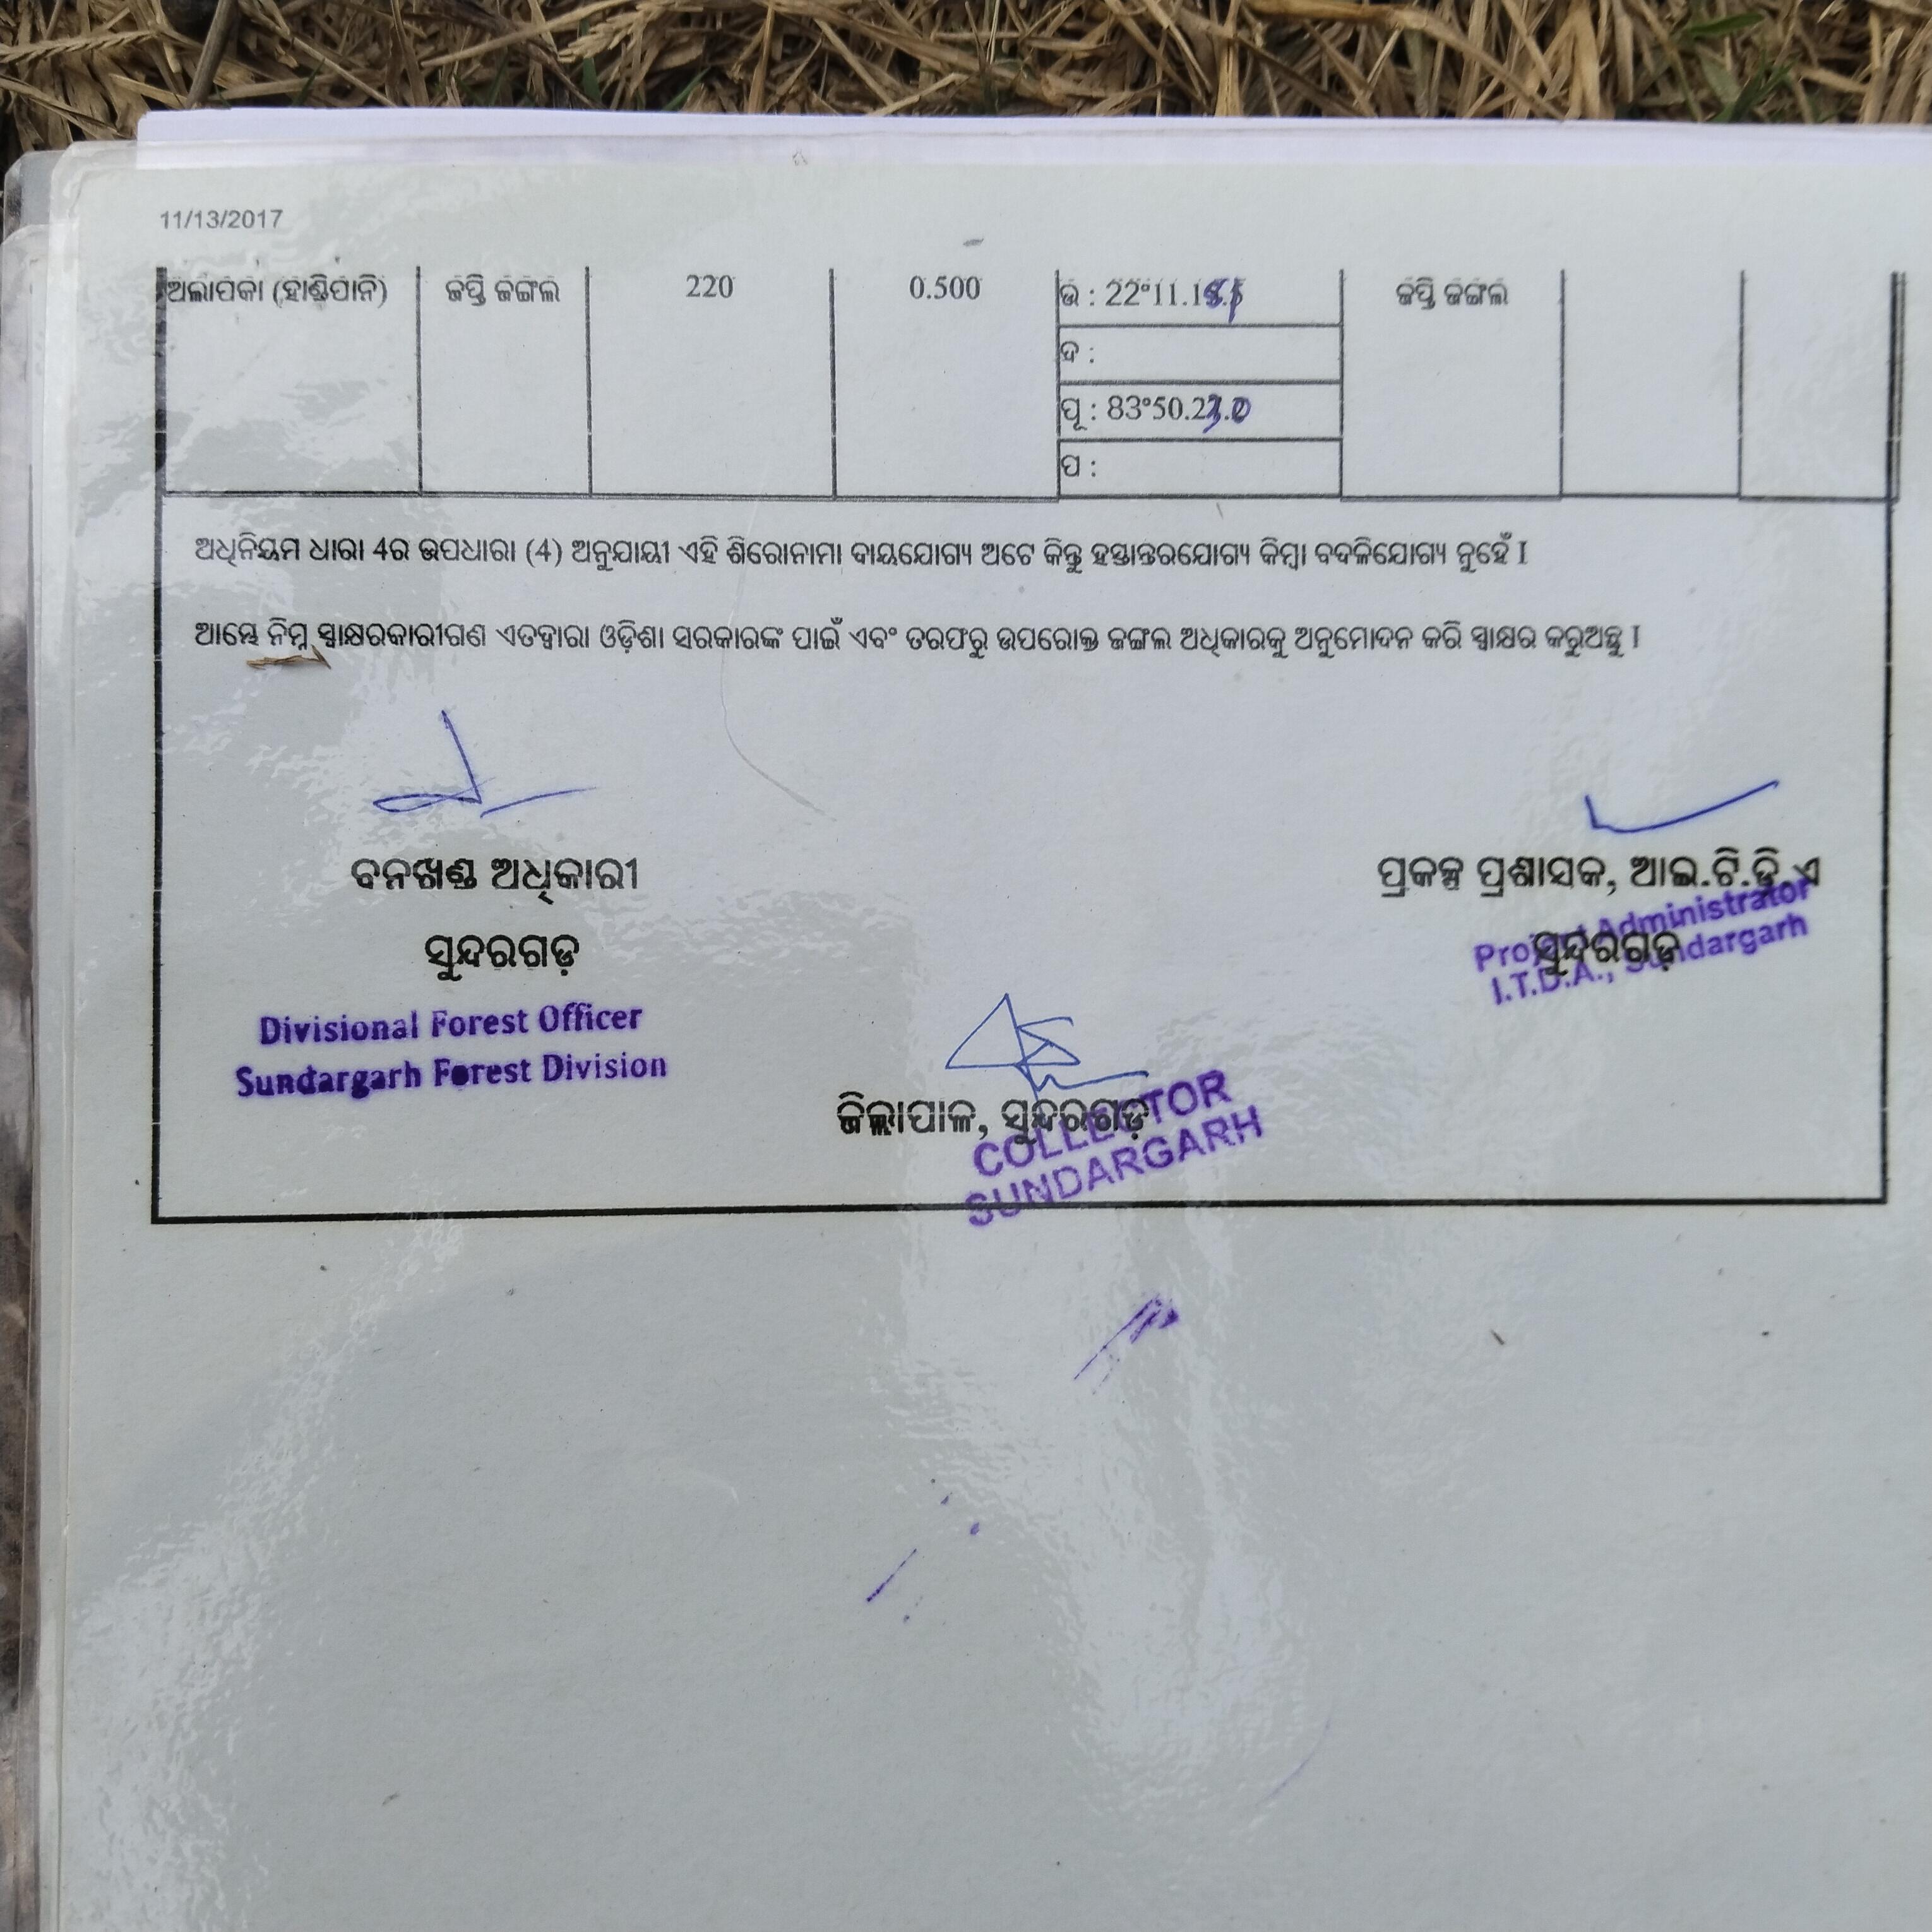 11/13/2017
ଅଲାପକା (ହାଣ୍ଡିପାନି) ଜପ୍ତି ଜଙ୍ଗଲ 220 0.500 ଉ : 22°11.1 ଜପ୍ତି ଜଙ୍ଗଲ
ଦ :
ପୂ : 83°50.2
ପ :
ଅଧିନିୟମ ଧାରା 4ର ଉପଧାରା (4) ଅନୁଯାୟୀ ଏହି ଶିରୋନାମା ଦାୟଯୋଗ୍ୟ ଅଟେ କିନ୍ତୁ ହସ୍ତାନ୍ତରଯୋଗ୍ୟ କିମ୍ବା ବଦଳିଯୋଗ୍ୟ ନୁହେଁ I
ଆମ୍ଭେ ନିମ୍ନ ସ୍ୱାକ୍ଷରକାରୀଗଣ ଏତଦ୍ୱାରା ଓଡ଼ିଶା ସରକାରଙ୍କ ପାଇଁ ଏବଂ ତରଫରୁ ଉପରୋକ୍ତ ଜଙ୍ଗଲ ଅଧିକାରକୁ ଅନୁମୋଦନ କରି ସ୍ୱାକ୍ଷର କରୁଅଛୁ I
ବନଖଣ୍ଡ ଅଧିକାରୀ
ସୁନ୍ଦରଗଡ଼
Divisional Forest Officer
Sundargarh Forest Division
ପ୍ରକଳ୍ପ ପ୍ରଶାସକ, ଆଇ.ଟି.ଡ଼ି.ଏ
ସୁନ୍ଦରଗଡ଼
Project Administrator
I.T.D.A., Sundargarh
ଜିଲ୍ଲାପାଳ, ସୁନ୍ଦରଗଡ଼
COLLECTOR
SUNDARGARH